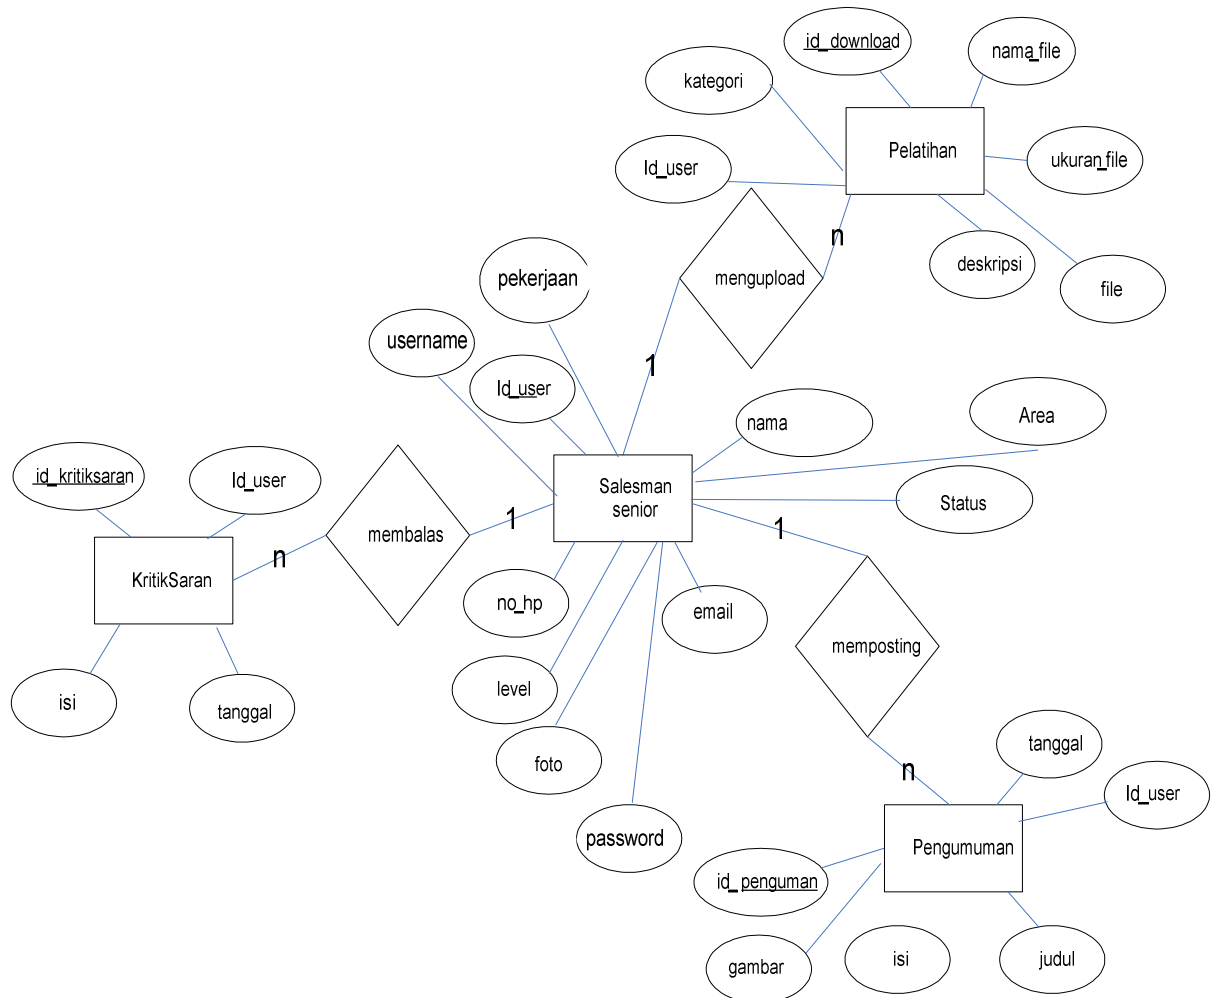 id_download
nama_file
kategori
Pelatihan
ukuran_file
Id_user
n
deskripsi
mengupload
file
pekerjaan
username
1
Id_user
nama
Area
id_kritiksaran
Id_user
Salesman
senior
Status
membalas
1
1
n
KritikSaran
no_hp
email
memposting
level
isi
tanggal
foto
tanggal
n
Id_user
password
Pengumuman
id_penguman
gambar
isi
judul